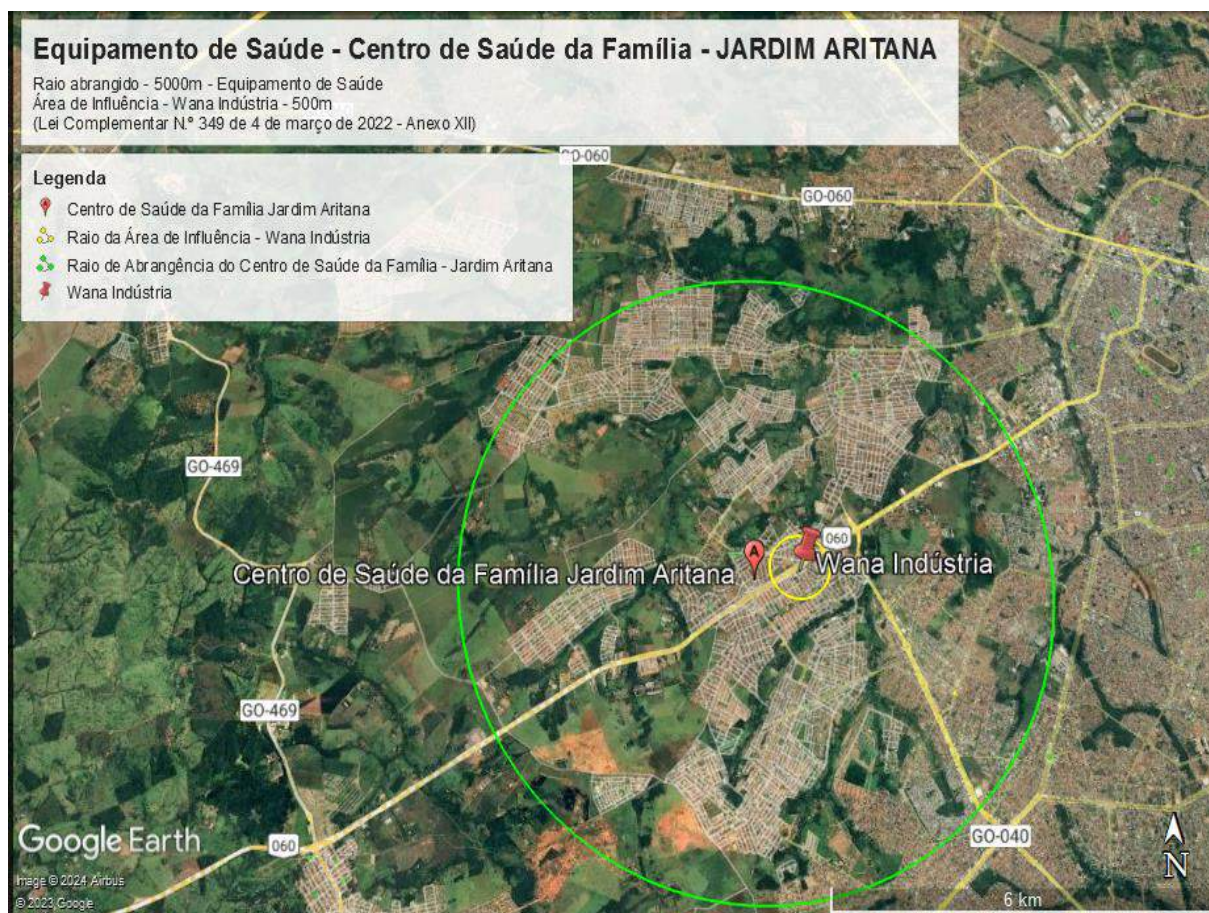 Equipamento de Saúde - Centro de Saúde da Família - JARDIM ARITANA
Raio abrangido - 5000m - Equipamento de Saúde
Área de Influência - Wana Indústria - 500m
(Lei Complementar N.º 349 de 4 de março de 2022 - Anexo XII)
GO-060
GO-060
Legenda
Centro de Saúde da Família Jardim Aritana
Raio da Área de Influência - Wana Indústria
Raio de Abrangência do Centro de Saúde da Família - Jardim Aritana
Wana Indústria
GO-469
A
060
Wana Indústria
Centro de Saúde da Família Jardim Aritana
GO-469
GO-040
Google Earth
060
N
Image © 2024 Airbus
© 2023 Google
6 km